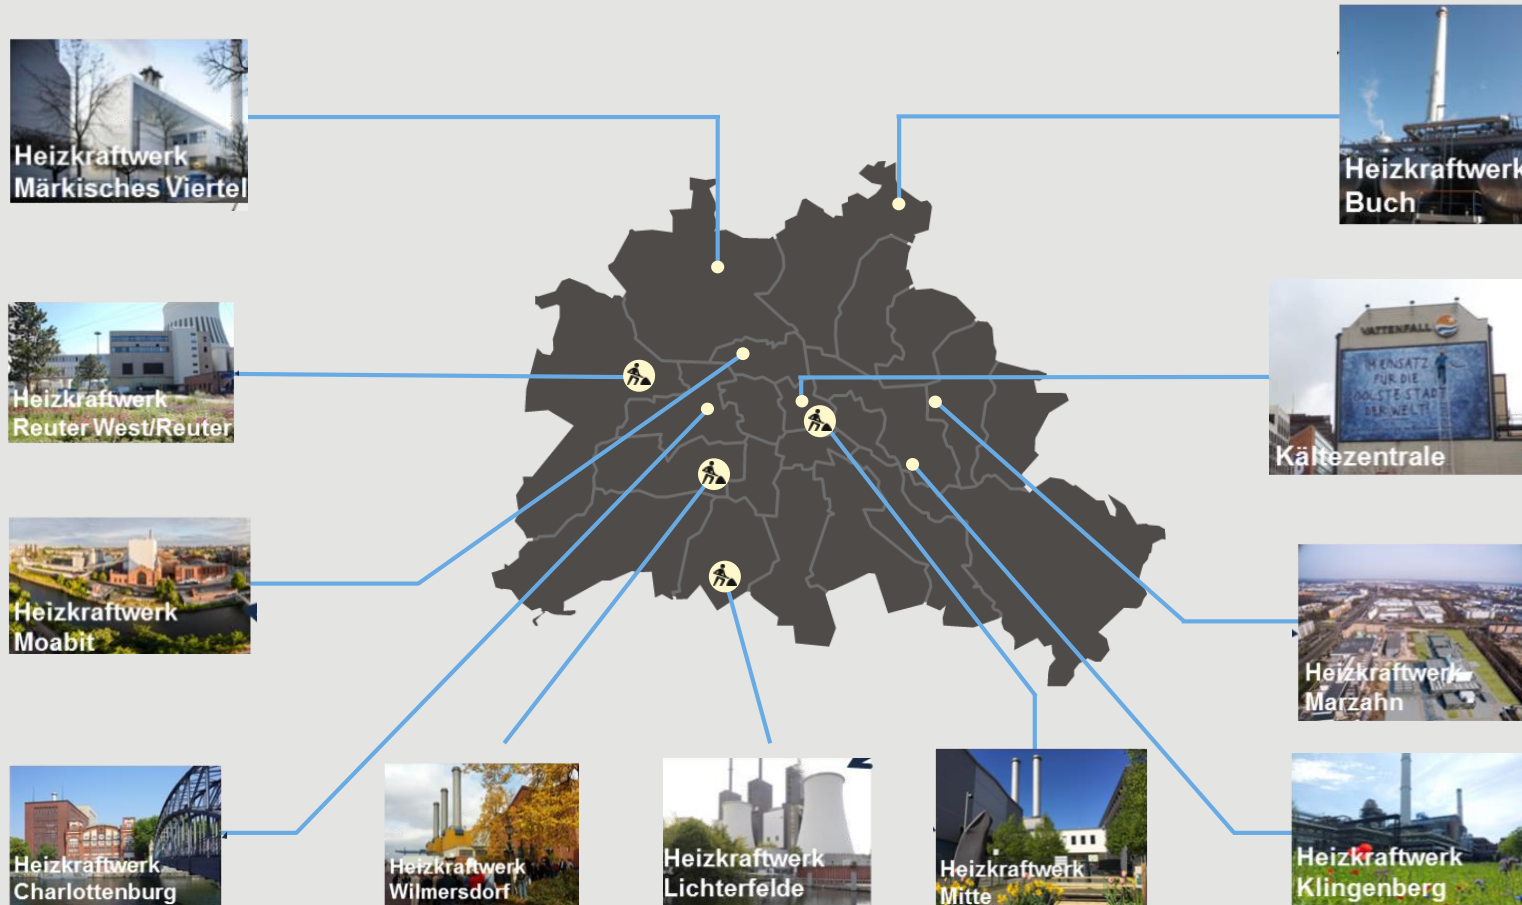 Heizkraftwerk
Märkisches Viertel
Heizkraftwerk
Buch
Heizkraftwerk
Reuter West/Reuter
VATTENFALL
IM EINSATZ
FÜR DIE
COOLSTE STADT
DER WELT!
Kältezentrale
Heizkraftwerk
Moabit
Heizkraftwerk
Marzahn
Heizkraftwerk
Charlottenburg
Heizkraftwerk
Wilmersdorf
Heizkraftwerk
Lichterfelde
Heizkraftwerk
Mitte
Heizkraftwerk
Klingenberg